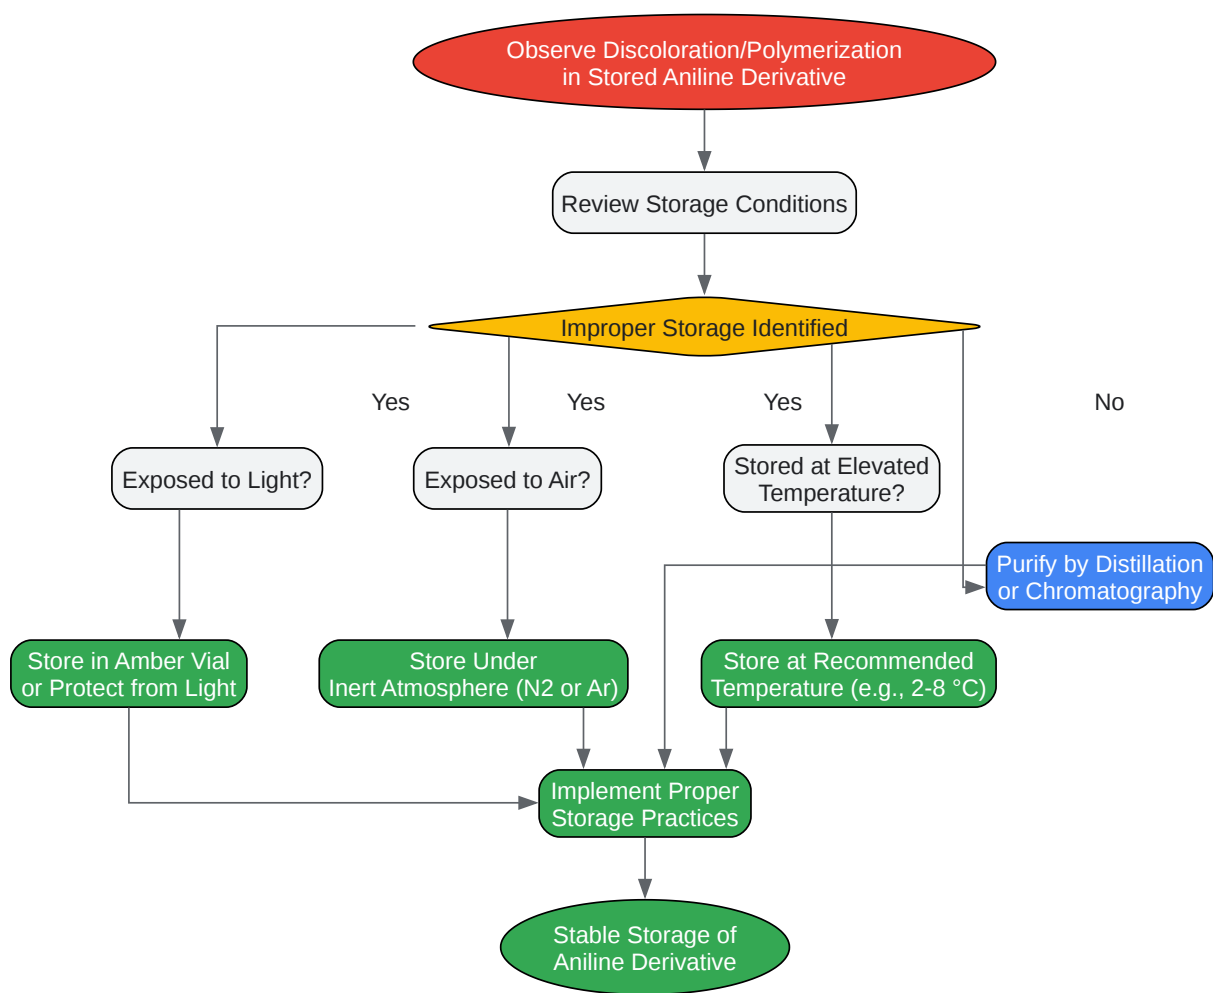 Observe Discoloration/Polymerization
in Stored Aniline Derivative
Review Storage Conditions
Improper Storage Identified
Yes
Yes
Yes
No
Exposed to Light?
Exposed to Air?
Stored at Elevated
Temperature?
Purify by Distillation
or Chromatography
Store in Amber Vial
or Protect from Light
Store Under
Inert Atmosphere (N2 or Ar)
Store at Recommended
Temperature (e.g., 2-8 °C)
Implement Proper
Storage Practices
Stable Storage of
Aniline Derivative